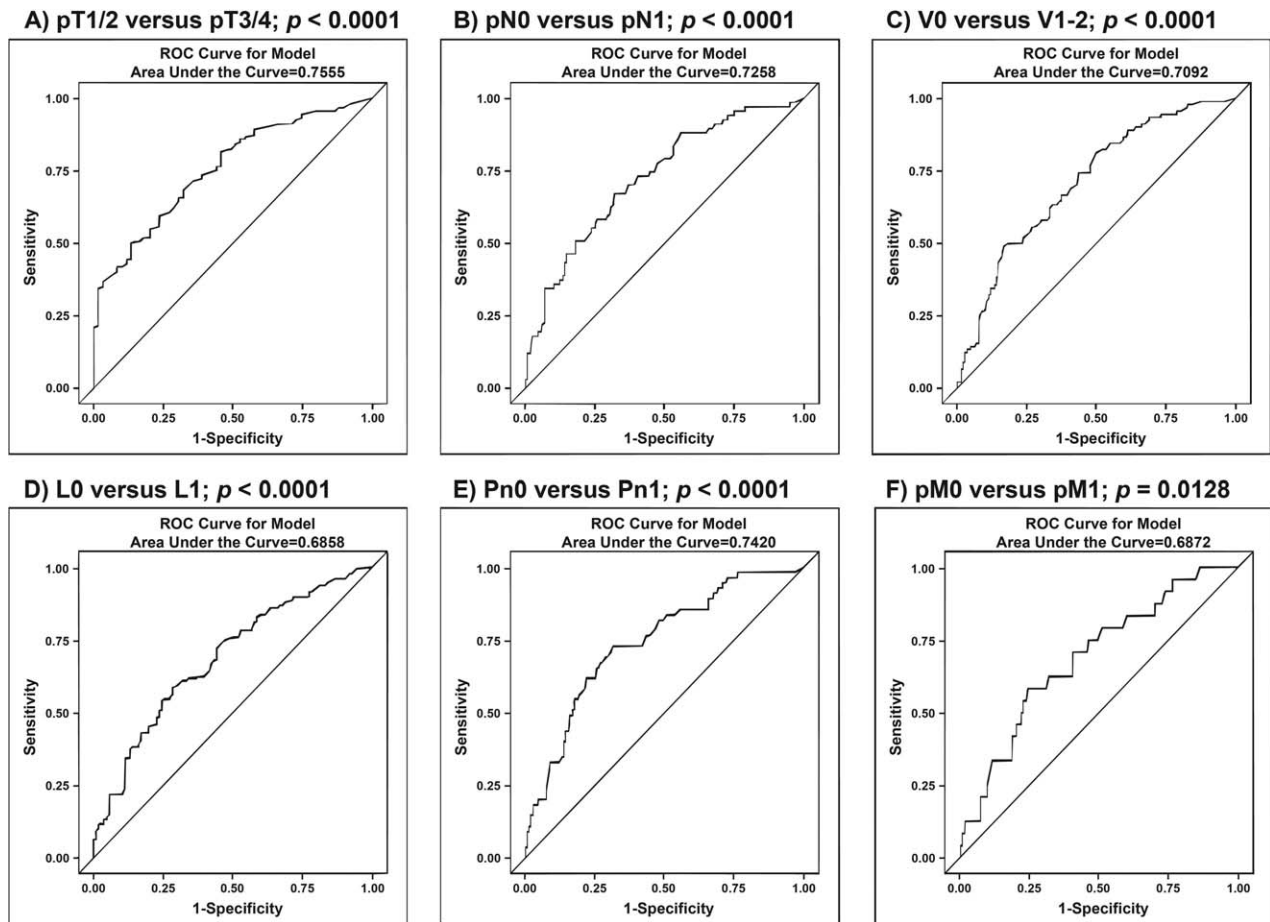 A) pT1/2 versus pT3/4; p < 0.0001
ROC Curve for Model
Area Under the Curve=0.7555
1.00
0.75
0.50
0.25
0.00
Sensitivity
0.00 0.25 0.50 0.75 1.00
1-Specificity
B) pN0 versus pN1; p < 0.0001
ROC Curve for Model
Area Under the Curve=0.7258
1.00
0.75
0.50
0.25
0.00
Sensitivity
0.00 0.25 0.50 0.75 1.00
1-Specificity
C) V0 versus V1-2; p < 0.0001
ROC Curve for Model
Area Under the Curve=0.7092
1.00
0.75
0.50
0.25
0.00
Sensitivity
0.00 0.25 0.50 0.75 1.00
1-Specificity
D) L0 versus L1; p < 0.0001
ROC Curve for Model
Area Under the Curve=0.6858
1.00
0.75
0.50
0.25
0.00
Sensitivity
0.00 0.25 0.50 0.75 1.00
1-Specificity
E) Pn0 versus Pn1; p < 0.0001
ROC Curve for Model
Area Under the Curve=0.7420
1.00
0.75
0.50
0.25
0.00
Sensitivity
0.00 0.25 0.50 0.75 1.00
1-Specificity
F) pM0 versus pM1; p = 0.0128
ROC Curve for Model
Area Under the Curve=0.6872
1.00
0.75
0.50
0.25
0.00
Sensitivity
0.00 0.25 0.50 0.75 1.00
1-Specificity